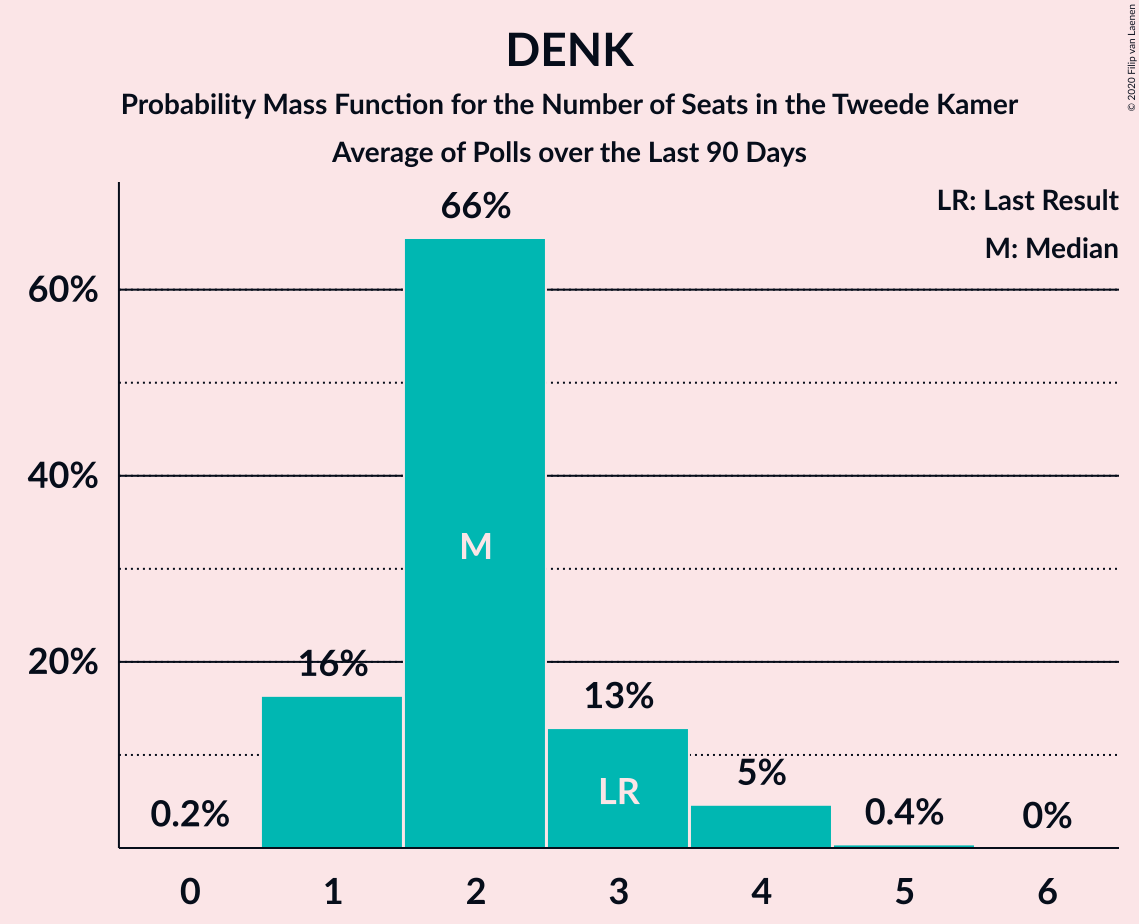 DENK
Probability Mass Function for the Number of Seats in the Tweede Kamer
Average of Polls over the Last 90 Days
© 2020 Filip van Laenen
LR: Last Result
M: Median
66%
60%
40%
M
20%
16%
13%
LR
5%
0.2%
0.4%
0%
0 1 2 3 4 5 6